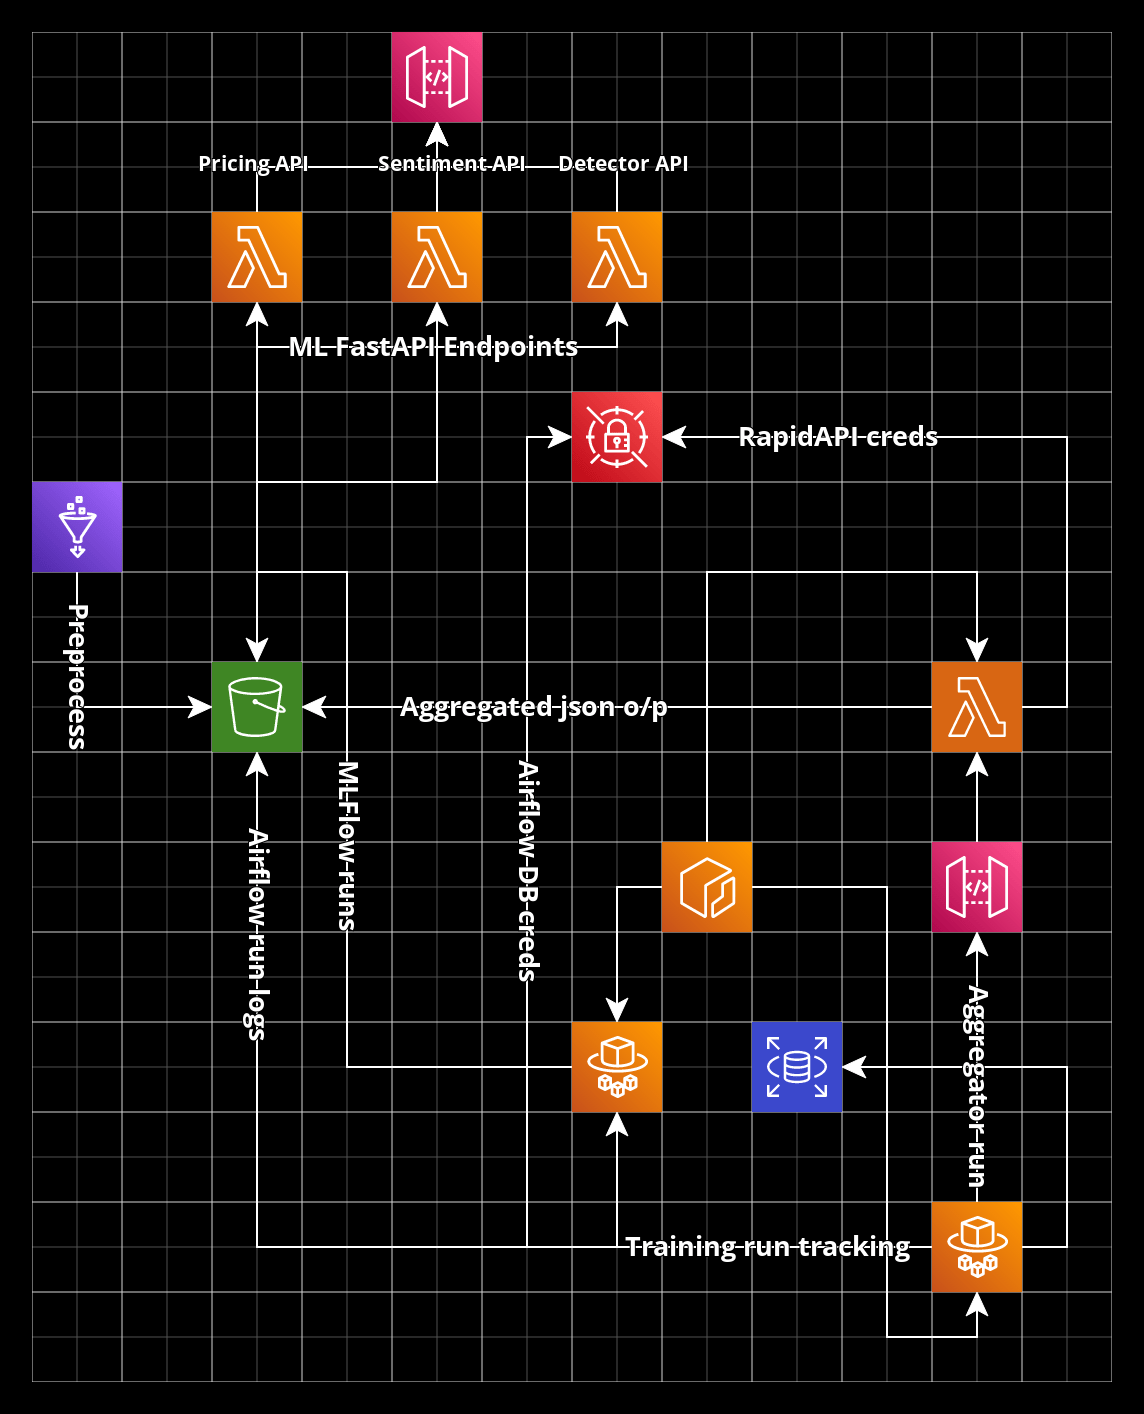 Pricing API
Sentiment API
Detector API
ML FastAPI Endpoints
RapidAPI creds
Preprocess
Aggregated json o/p
MLFlow runs
Airflow DB creds
Airflow run logs
Aggregator run
Training run tracking